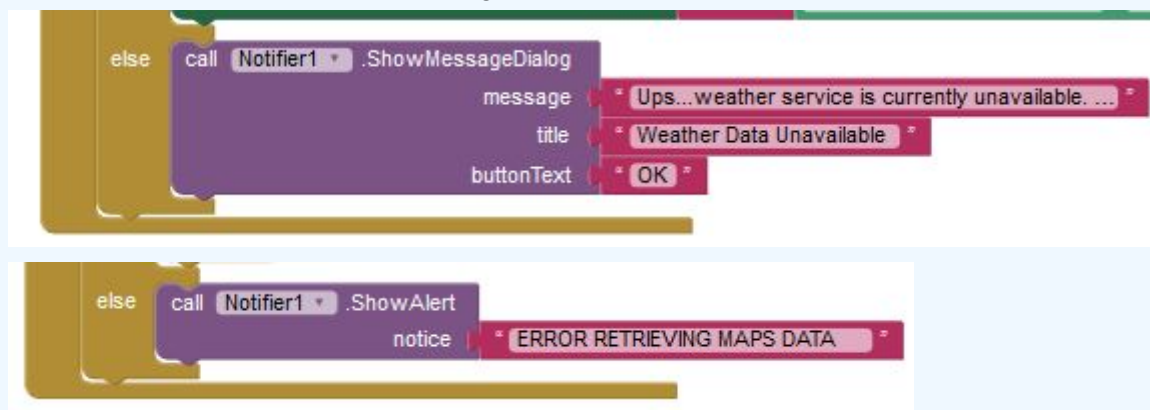 else call Notifier1 .ShowMessageDialog
message " Ups...weather service is currently unavailable. ... "
title " Weather Data Unavailable "
buttonText " OK "
else call Notifier1 .ShowAlert
notice " ERROR RETRIEVING MAPS DATA "